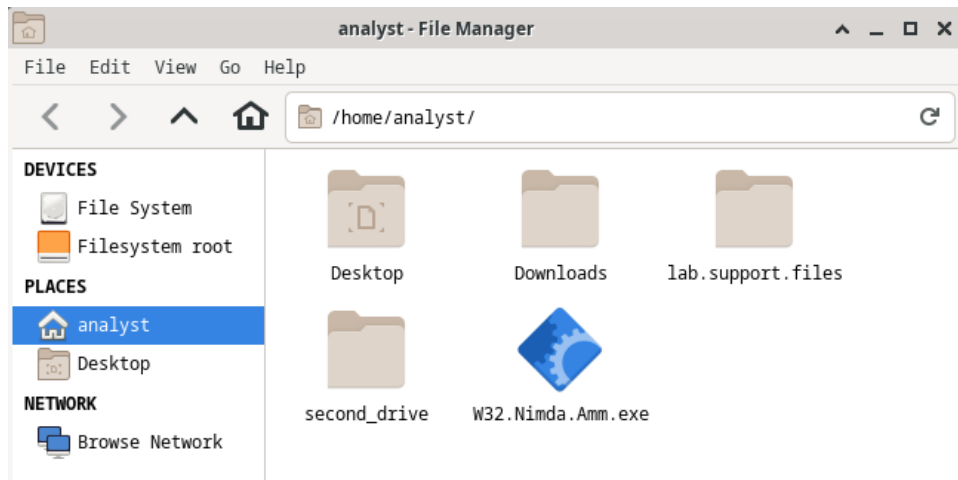 analyst - File Manager
File Edit View Go Help
/home/analyst/
DEVICES
File System
Filesystem root
PLACES
analyst
Desktop
NETWORK
Browse Network
Desktop Downloads lab.support.files
second_drive W32.Nimda.Amm.exe